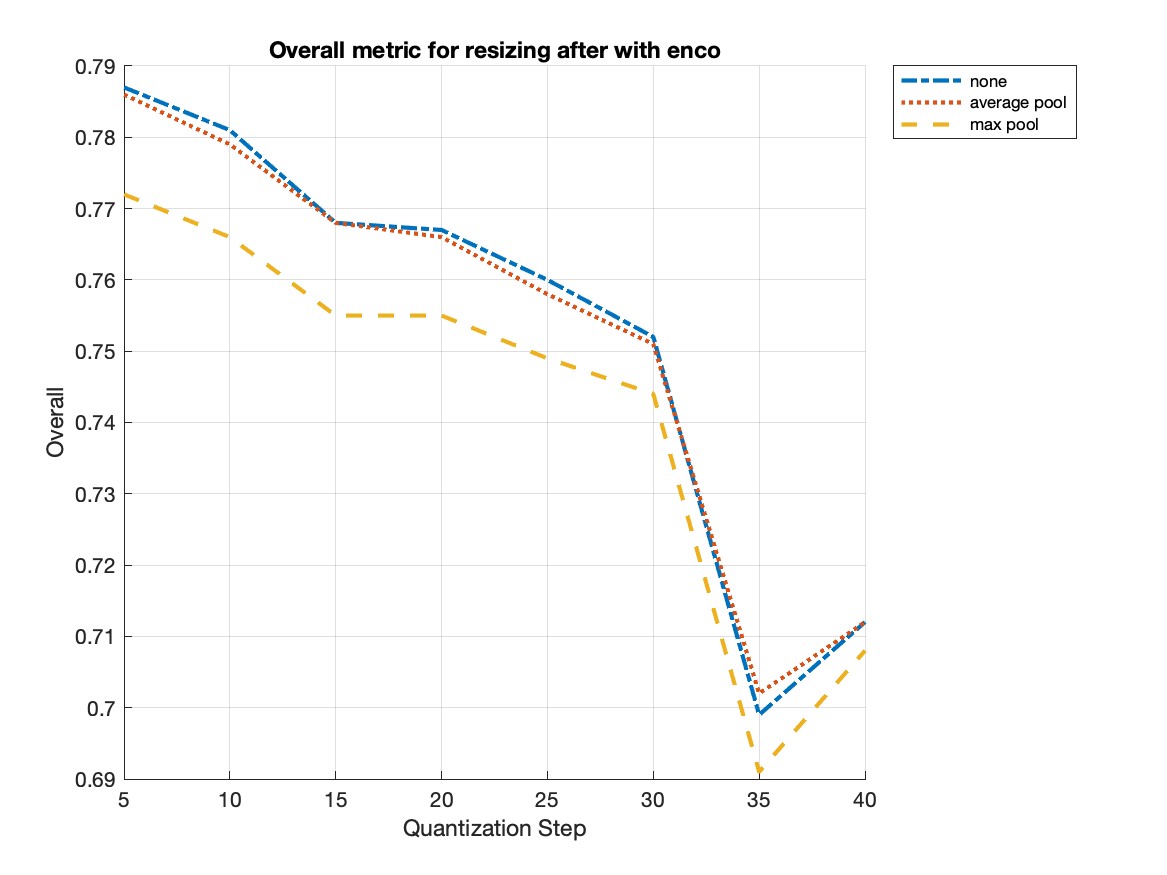 Overall metric for resizing after with enco
none
average pool
max pool
0.79
0.78
0.77
0.76
0.75
0.74
0.73
0.72
0.71
0.7
0.69
Overall
5 10 15 20 25 30 35 40
Quantization Step